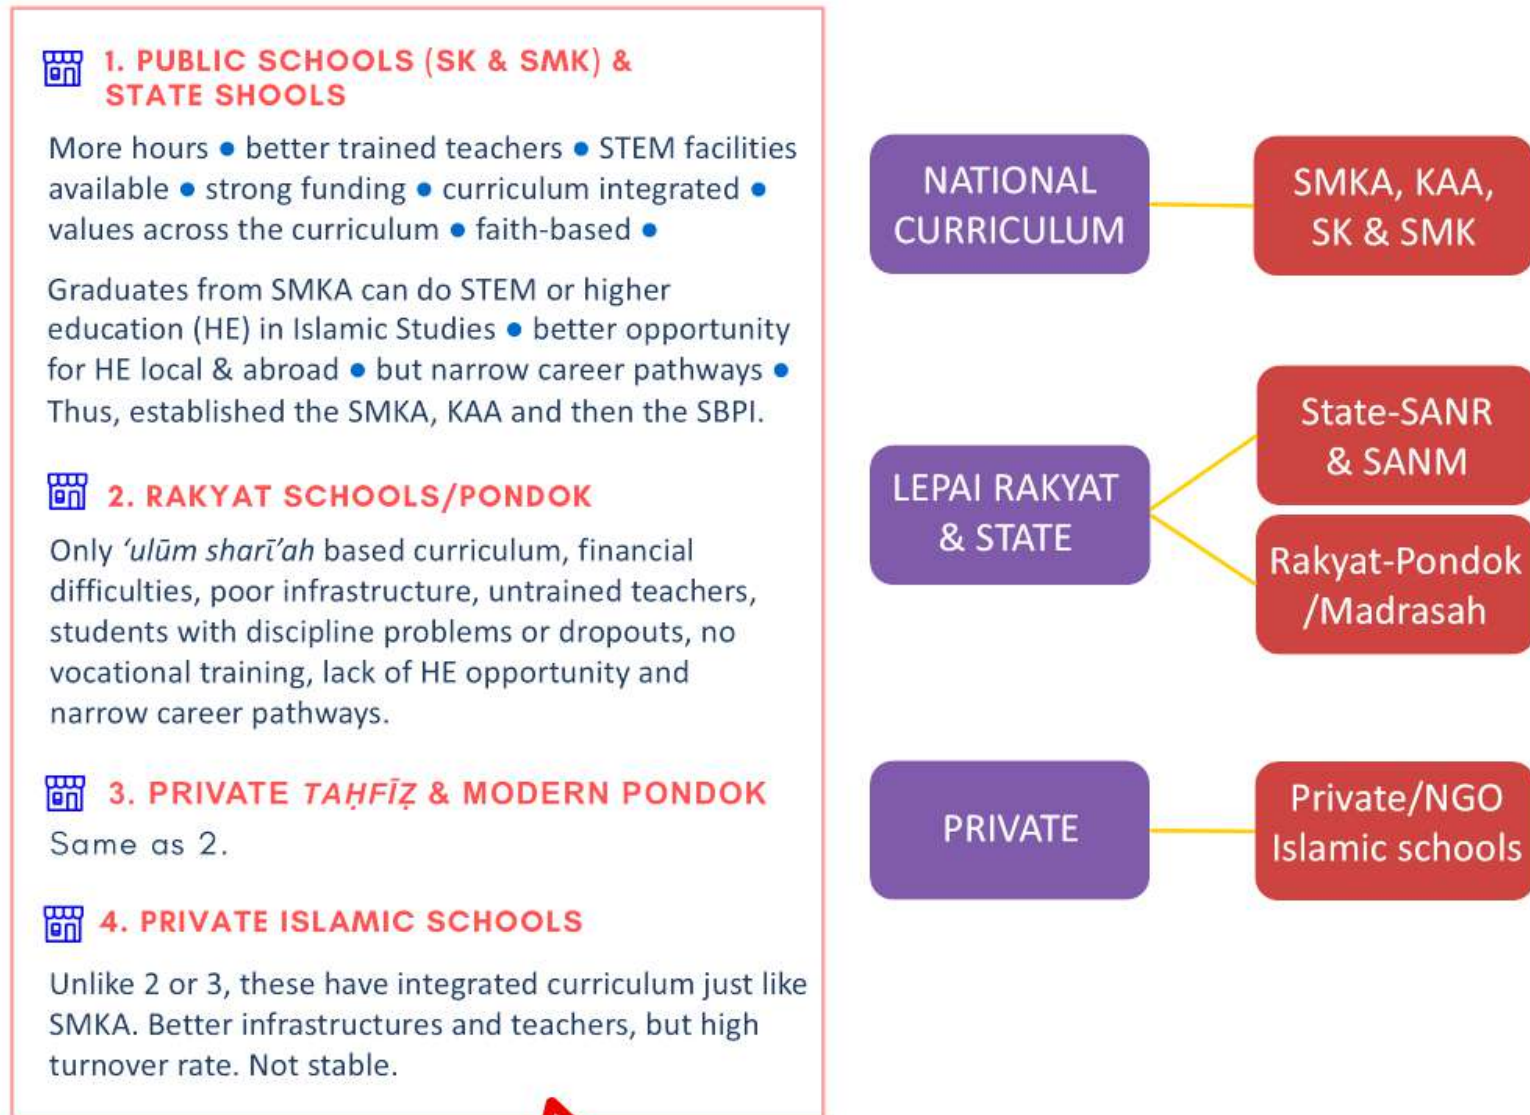 1. PUBLIC SCHOOLS (SK & SMK) &
STATE SHOOLS
More hours ● better trained teachers ● STEM facilities
available ● strong funding ● curriculum integrated ●
values across the curriculum ● faith-based ●
Graduates from SMKA can do STEM or higher
education (HE) in Islamic Studies ● better opportunity
for HE local & abroad ● but narrow career pathways ●
Thus, established the SMKA, KAA and then the SBPI.
2. RAKYAT SCHOOLS/PONDOK
Only ‘ulūm sharī’ah based curriculum, financial
difficulties, poor infrastructure, untrained teachers,
students with discipline problems or dropouts, no
vocational training, lack of HE opportunity and
narrow career pathways.
3. PRIVATE TAḤFĪẒ & MODERN PONDOK
Same as 2.
4. PRIVATE ISLAMIC SCHOOLS
Unlike 2 or 3, these have integrated curriculum just like
SMKA. Better infrastructures and teachers, but high
turnover rate. Not stable.
NATIONAL
CURRICULUM
SMKA, KAA,
SK & SMK
LEPAI RAKYAT
& STATE
State-SANR
& SANM
Rakyat-Pondok
/Madrasah
PRIVATE
Private/NGO
Islamic schools